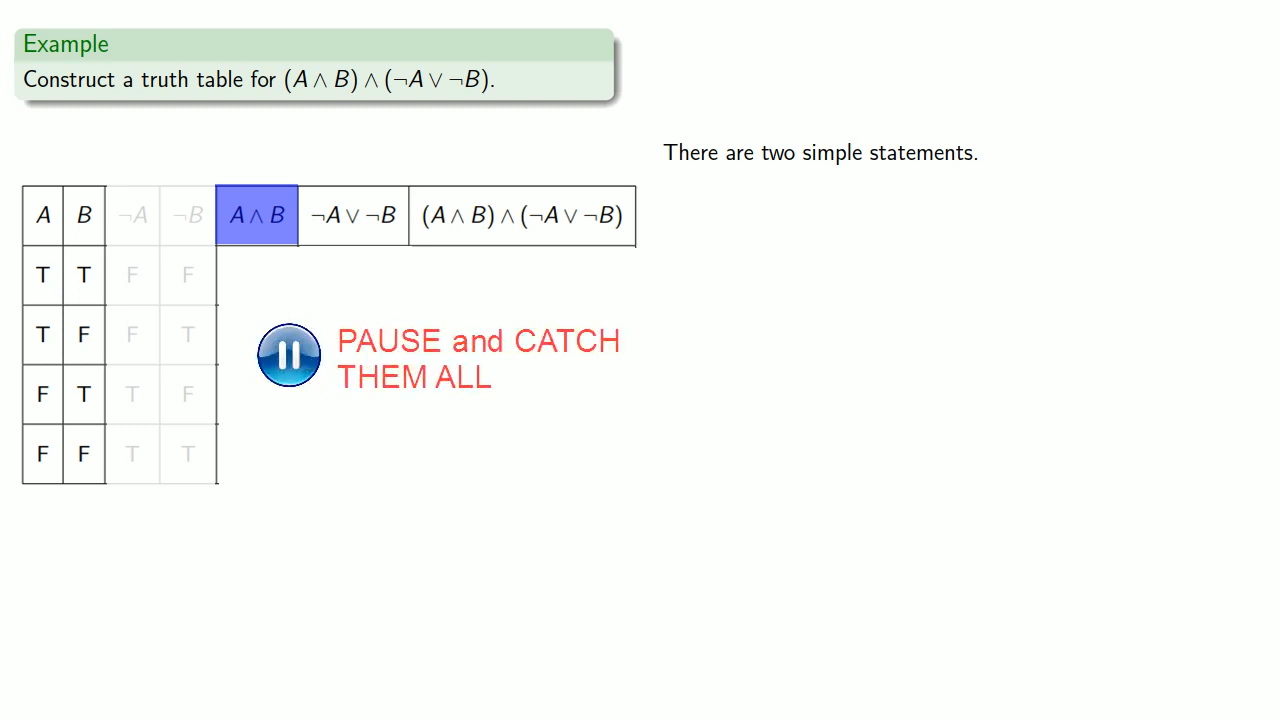 Example
Construct a truth table for (A ∧ B) ∧ (¬A ∨ ¬B).
There are two simple statements.
A B ¬A ¬B A ∧ B ¬A ∨ ¬B (A ∧ B) ∧ (¬A ∨ ¬B)
T T F F
T F F T
PAUSE and CATCH
THEM ALL
F T T F
F F T T